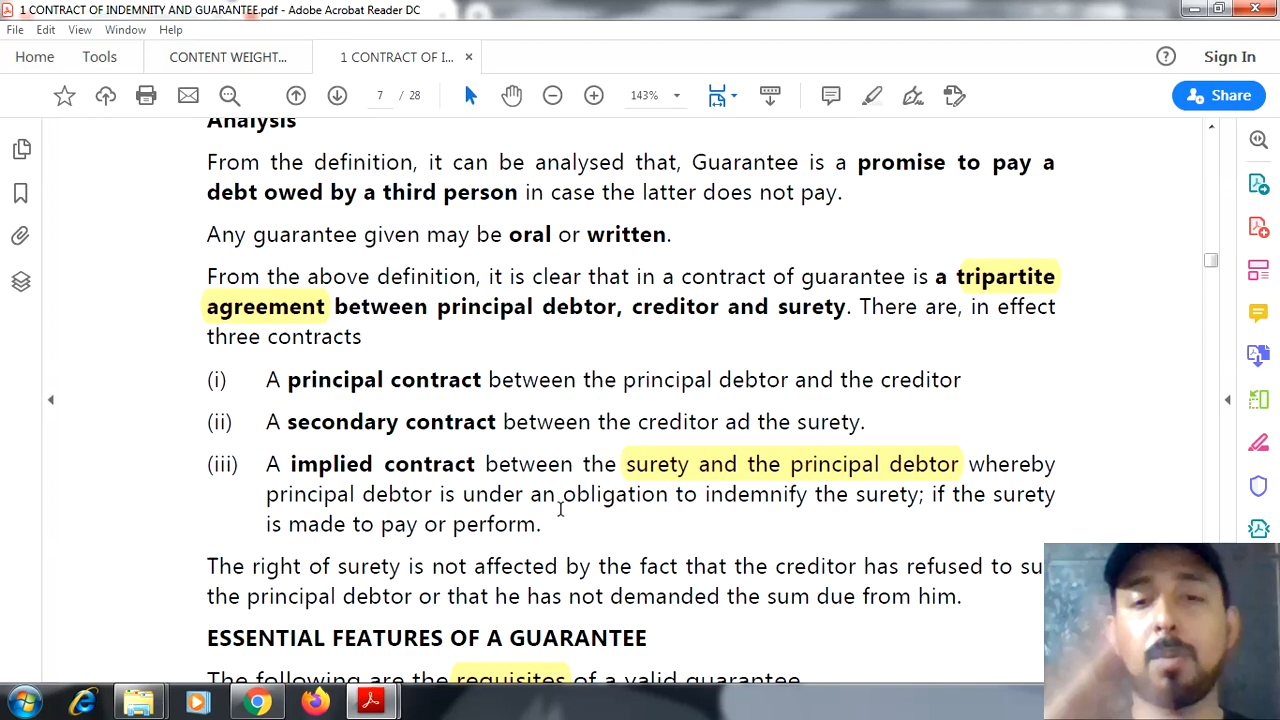 1 CONTRACT OF INDEMNITY AND GUARANTEE.pdf - Adobe Acrobat Reader DC
File Edit View Window Help
Home Tools CONTENT WEIGHT... 1 CONTRACT OF I... × Sign In
7 / 28 143% Share
Analysis
From the definition, it can be analysed that, Guarantee is a promise to pay a
debt owed by a third person in case the latter does not pay.
Any guarantee given may be oral or written.
From the above definition, it is clear that in a contract of guarantee is a tripartite
agreement between principal debtor, creditor and surety. There are, in effect
three contracts
(i) A principal contract between the principal debtor and the creditor
(ii) A secondary contract between the creditor ad the surety.
(iii) A implied contract between the surety and the principal debtor whereby
principal debtor is under an obligation to indemnify the surety; if the surety
is made to pay or perform.
The right of surety is not affected by the fact that the creditor has refused to su
the principal debtor or that he has not demanded the sum due from him.
ESSENTIAL FEATURES OF A GUARANTEE
The following are the requisites of a valid guarantee